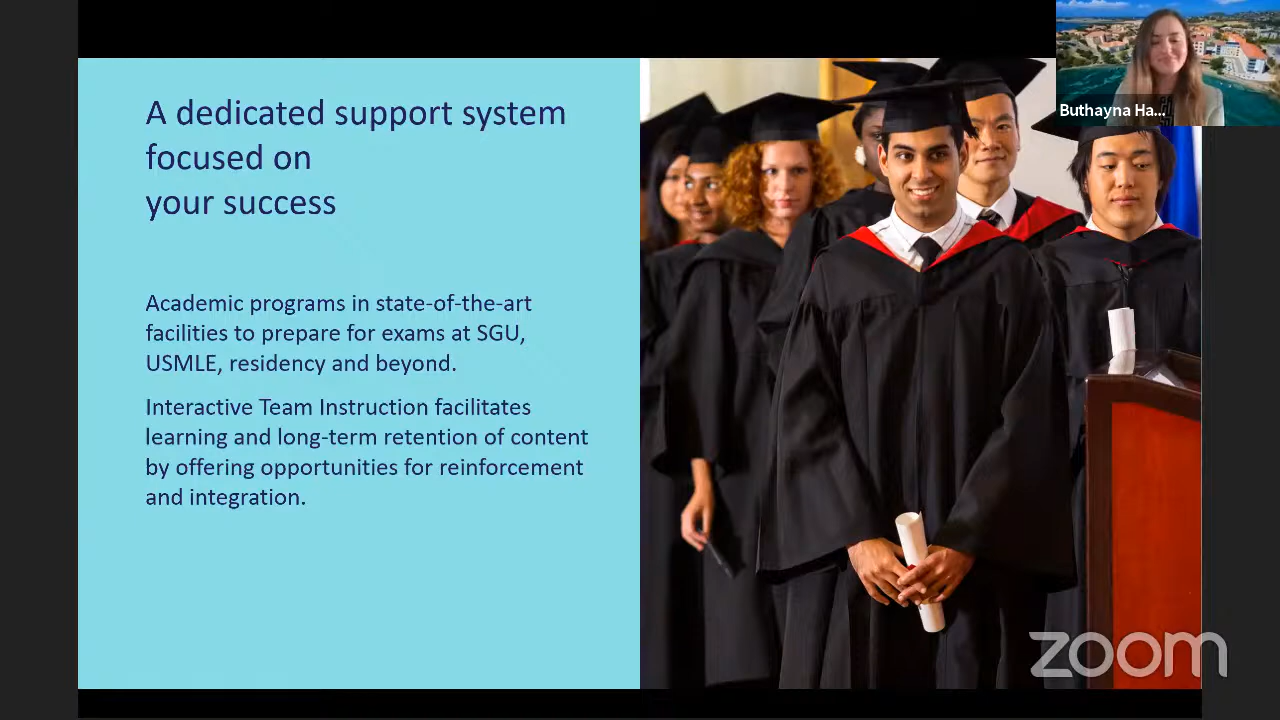 A dedicated support system
focused on
your success
Academic programs in state-of-the-art
facilities to prepare for exams at SGU,
USMLE, residency and beyond.
Interactive Team Instruction facilitates
learning and long-term retention of content
by offering opportunities for reinforcement
and integration.
Buthayna Ha...
zoom